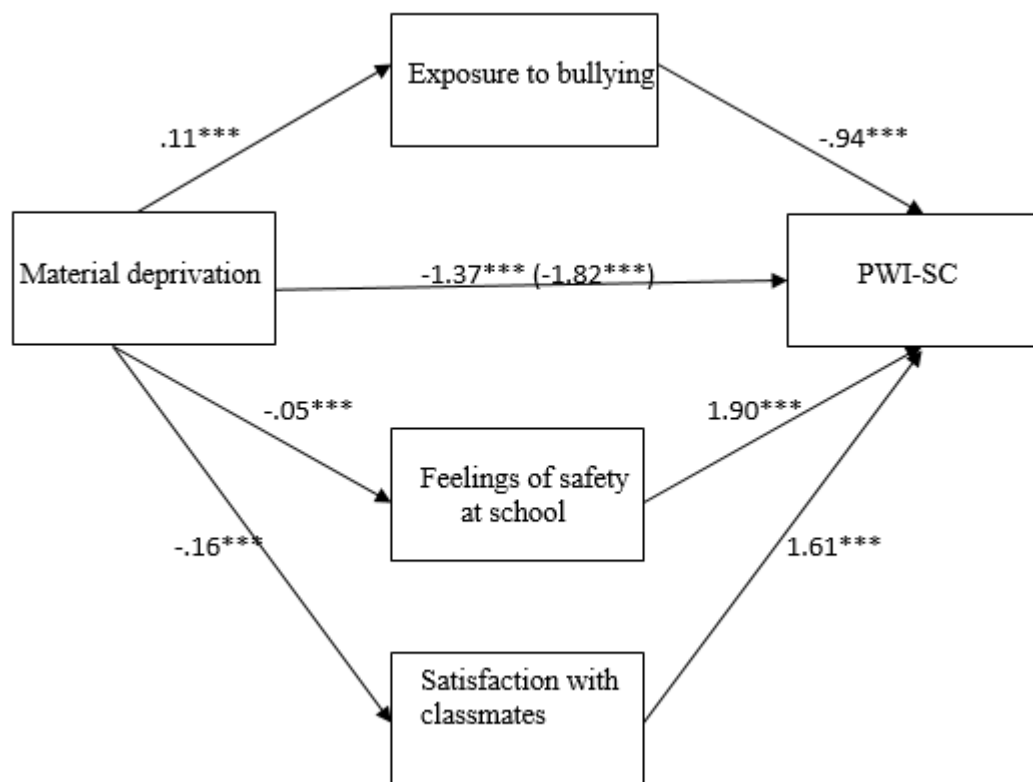 Exposure to bullying
.11***
-.94***
Material deprivation
-1.37*** (-1.82***)
PWI-SC
-.05***
1.90***
Feelings of safety
at school
-.16***
1.61***
Satisfaction with
classmates